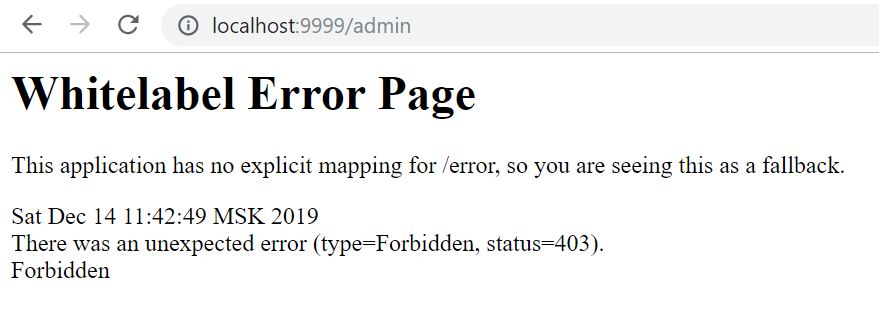 localhost:9999/admin
Whitelabel Error Page
This application has no explicit mapping for /error, so you are seeing this as a fallback.
Sat Dec 14 11:42:49 MSK 2019
There was an unexpected error (type=Forbidden, status=403).
Forbidden